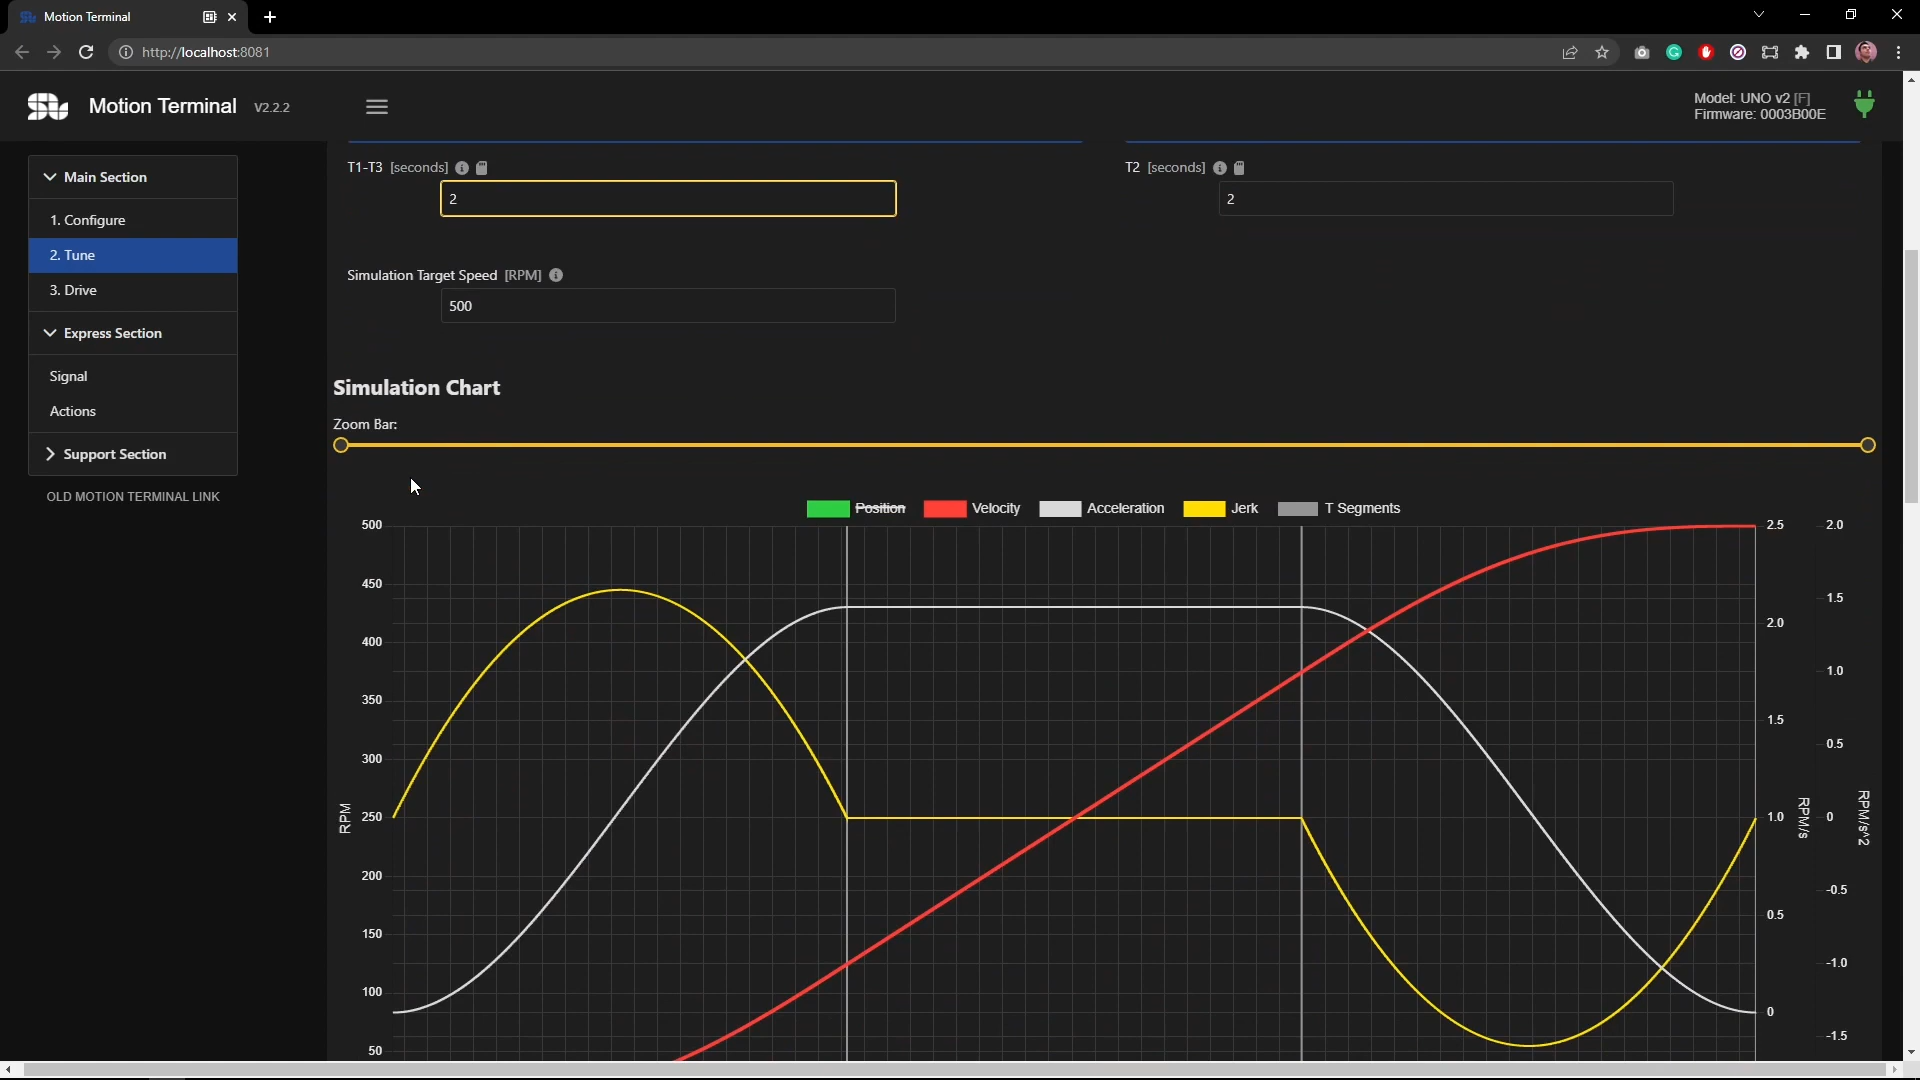 Motion Terminal
http://localhost:8081
Motion Terminal V2.2.2
Model: UNO v2 [F]
Firmware: 0003B00E
Main Section
1. Configure
2. Tune
3. Drive
Express Section
Signal
Actions
Support Section
OLD MOTION TERMINAL LINK
T1-T3 [seconds]
2
T2 [seconds]
2
Simulation Target Speed [RPM]
500
Simulation Chart
Zoom Bar:
Position Velocity Acceleration Jerk T Segments
500
450
400
350
300
250
200
150
100
50
RPM
2.5
2.0
1.5
1.0
0.5
0
RPM/s
2.0
1.5
1.0
0.5
0
-0.5
-1.0
-1.5
RPM/s^2